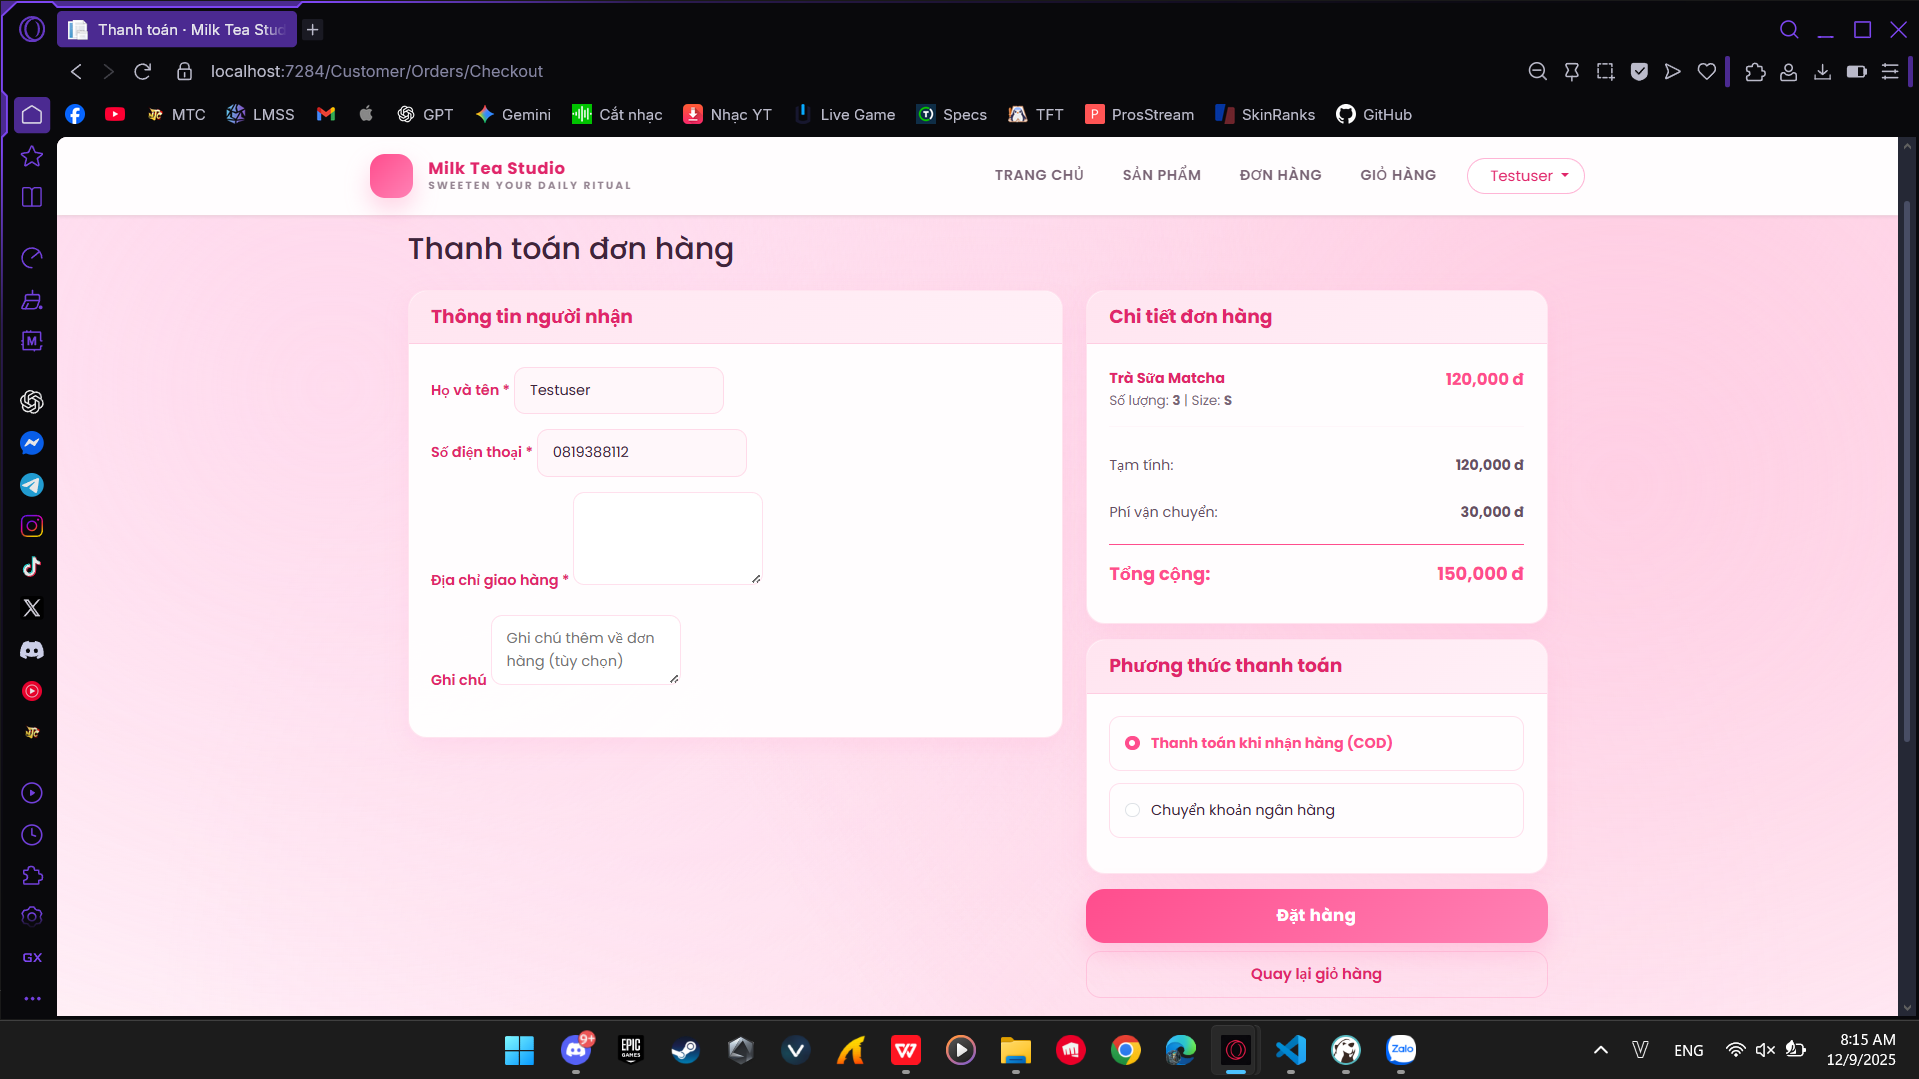 Thanh toán · Milk Tea Stud
localhost:7284/Customer/Orders/Checkout
MTC
LMSS
GPT
Gemini
Cắt nhạc
Nhạc YT
Live Game
Specs
TFT
P
ProsStream
SkinRanks
GitHub
Milk Tea Studio
SWEETEN YOUR DAILY RITUAL
TRANG CHỦ
SẢN PHẨM
ĐƠN HÀNG
GIỎ HÀNG
Testuser
Thanh toán đơn hàng
Thông tin người nhận
Họ và tên *
Testuser
Số điện thoại *
0819388112
Địa chỉ giao hàng *
Ghi chú thêm về đơn
hàng (tùy chọn)
Ghi chú
Chi tiết đơn hàng
Trà Sữa Matcha
120,000 đ
Số lượng: 3 | Size: S
Tạm tính:
120,000 đ
Phí vận chuyển:
30,000 đ
Tổng cộng:
150,000 đ
Phương thức thanh toán
Thanh toán khi nhận hàng (COD)
Chuyển khoản ngân hàng
Đặt hàng
Quay lại giỏ hàng
M
GX
9+
EPIC
GAMES
Zalo
ENG
8:15 AM
12/9/2025